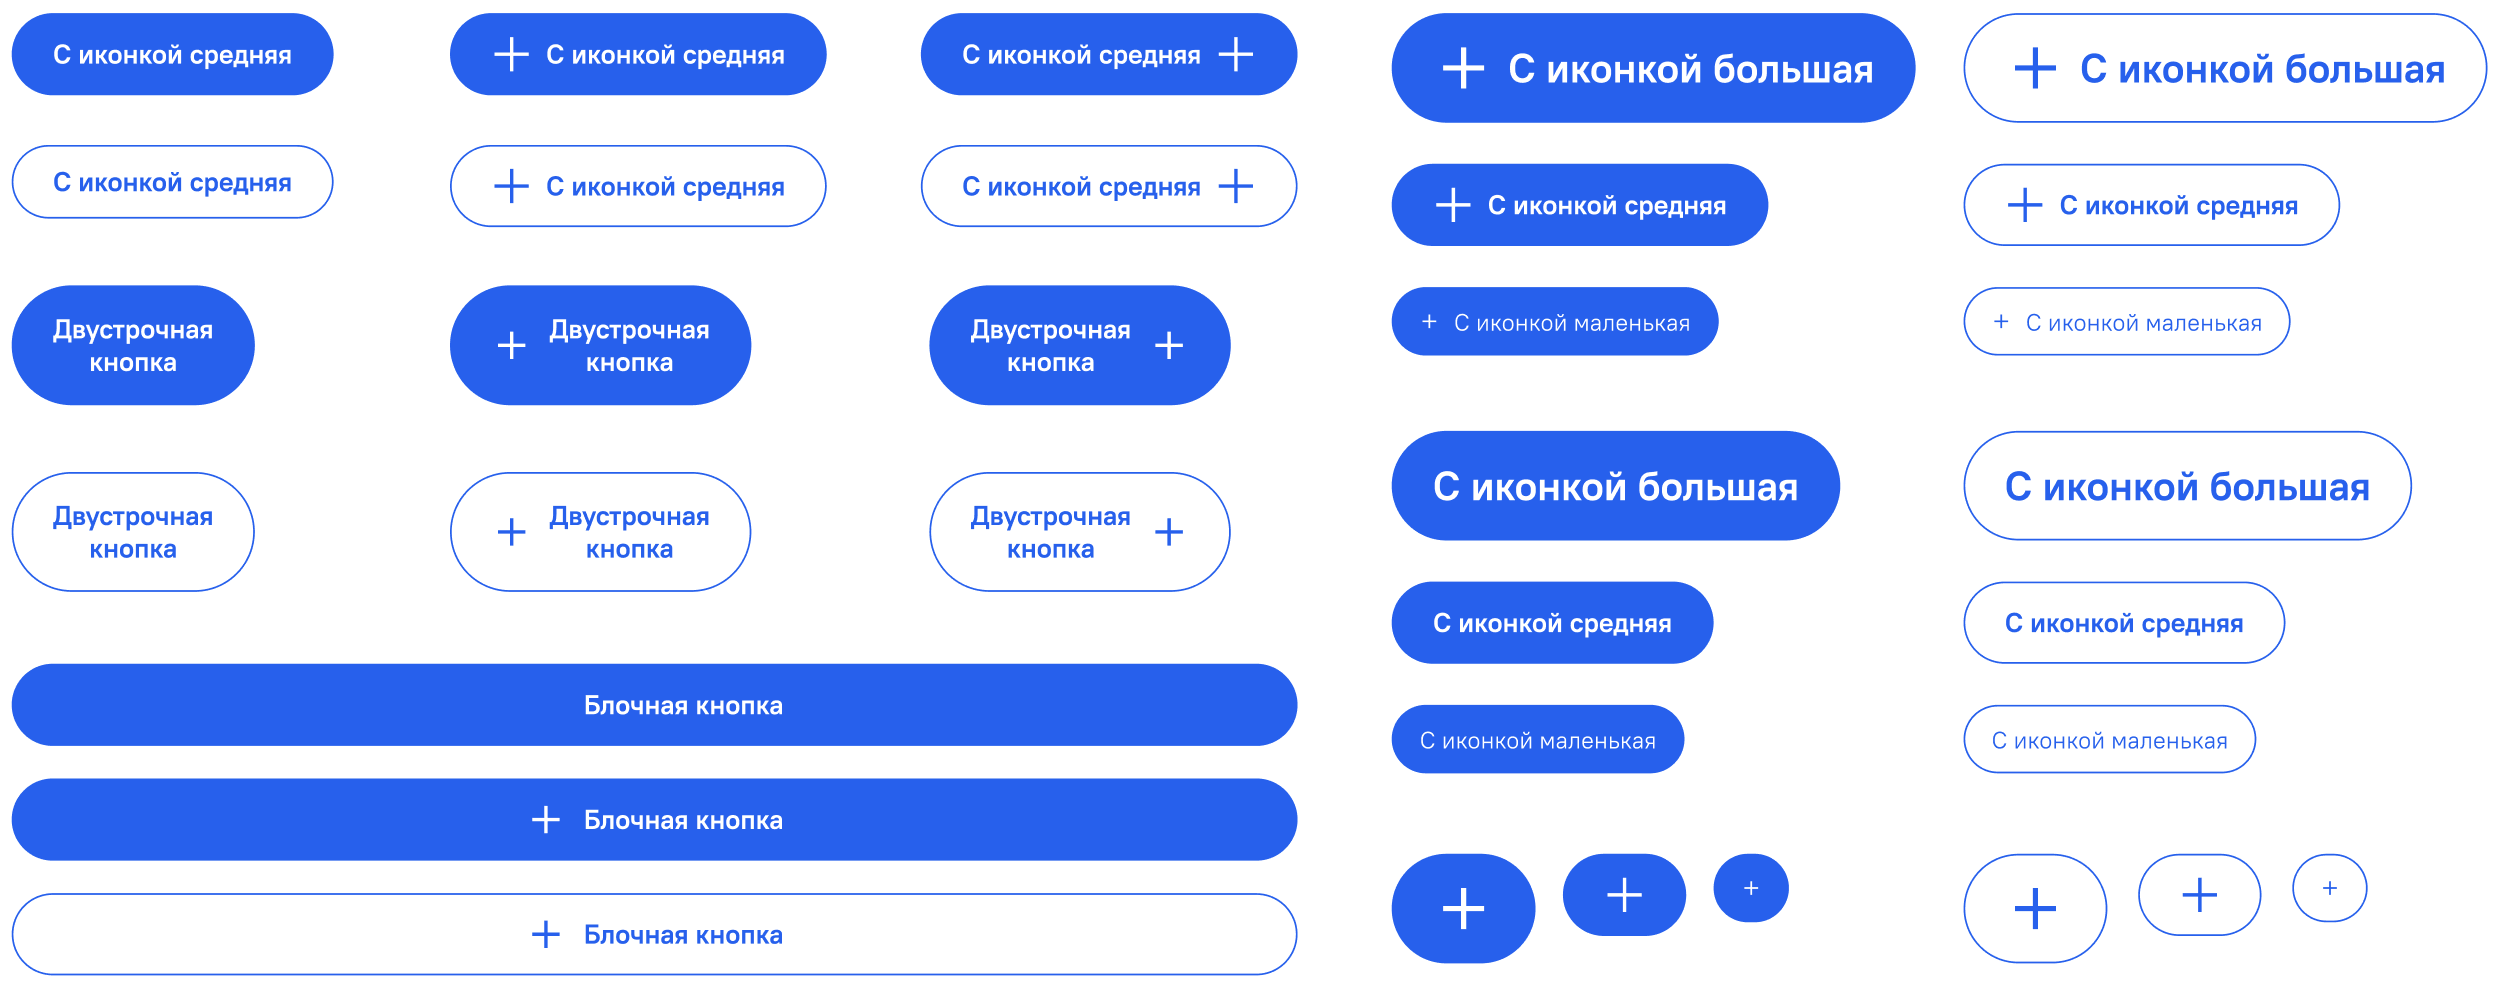 С иконкой средняя
С иконкой средняя
С иконкой средняя
С иконкой средняя
С иконкой средняя
С иконкой средняя
Двустрочная
кнопка
Двустрочная
кнопка
Двустрочная
кнопка
Двустрочная
кнопка
Двустрочная
кнопка
Двустрочная
кнопка
Блочная кнопка
Блочная кнопка
Блочная кнопка
С иконкой большая
С иконкой большая
С иконкой средняя
С иконкой средняя
С иконкой маленькая
С иконкой маленькая
С иконкой большая
С иконкой большая
С иконкой средняя
С иконкой средняя
С иконкой маленькая
С иконкой маленькая